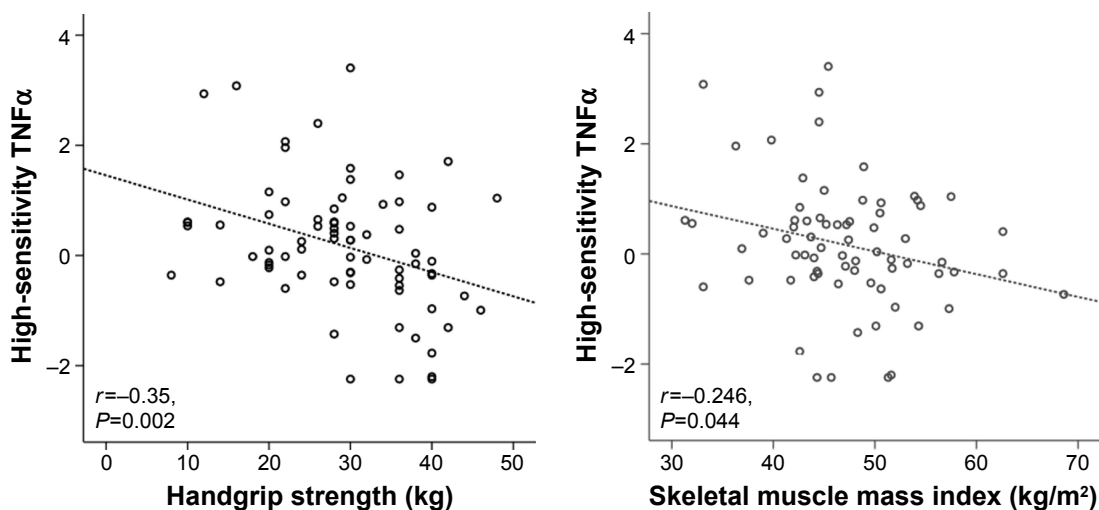 High-sensitivity TNFα
4
2
0
–2
r=–0.35,
P=0.002
0 10 20 30 40 50
Handgrip strength (kg)
High-sensitivity TNFα
4
2
0
–2
r=–0.246,
P=0.044
30 40 50 60 70
Skeletal muscle mass index (kg/m²)